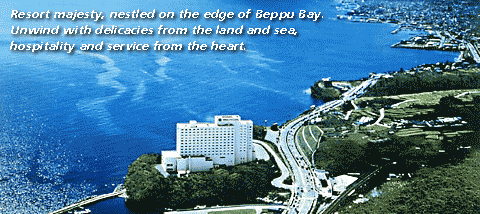 Resort majesty, nestled on the edge of Beppu Bay.
Unwind with delicacies from the land and sea,
hospitality and service from the heart.